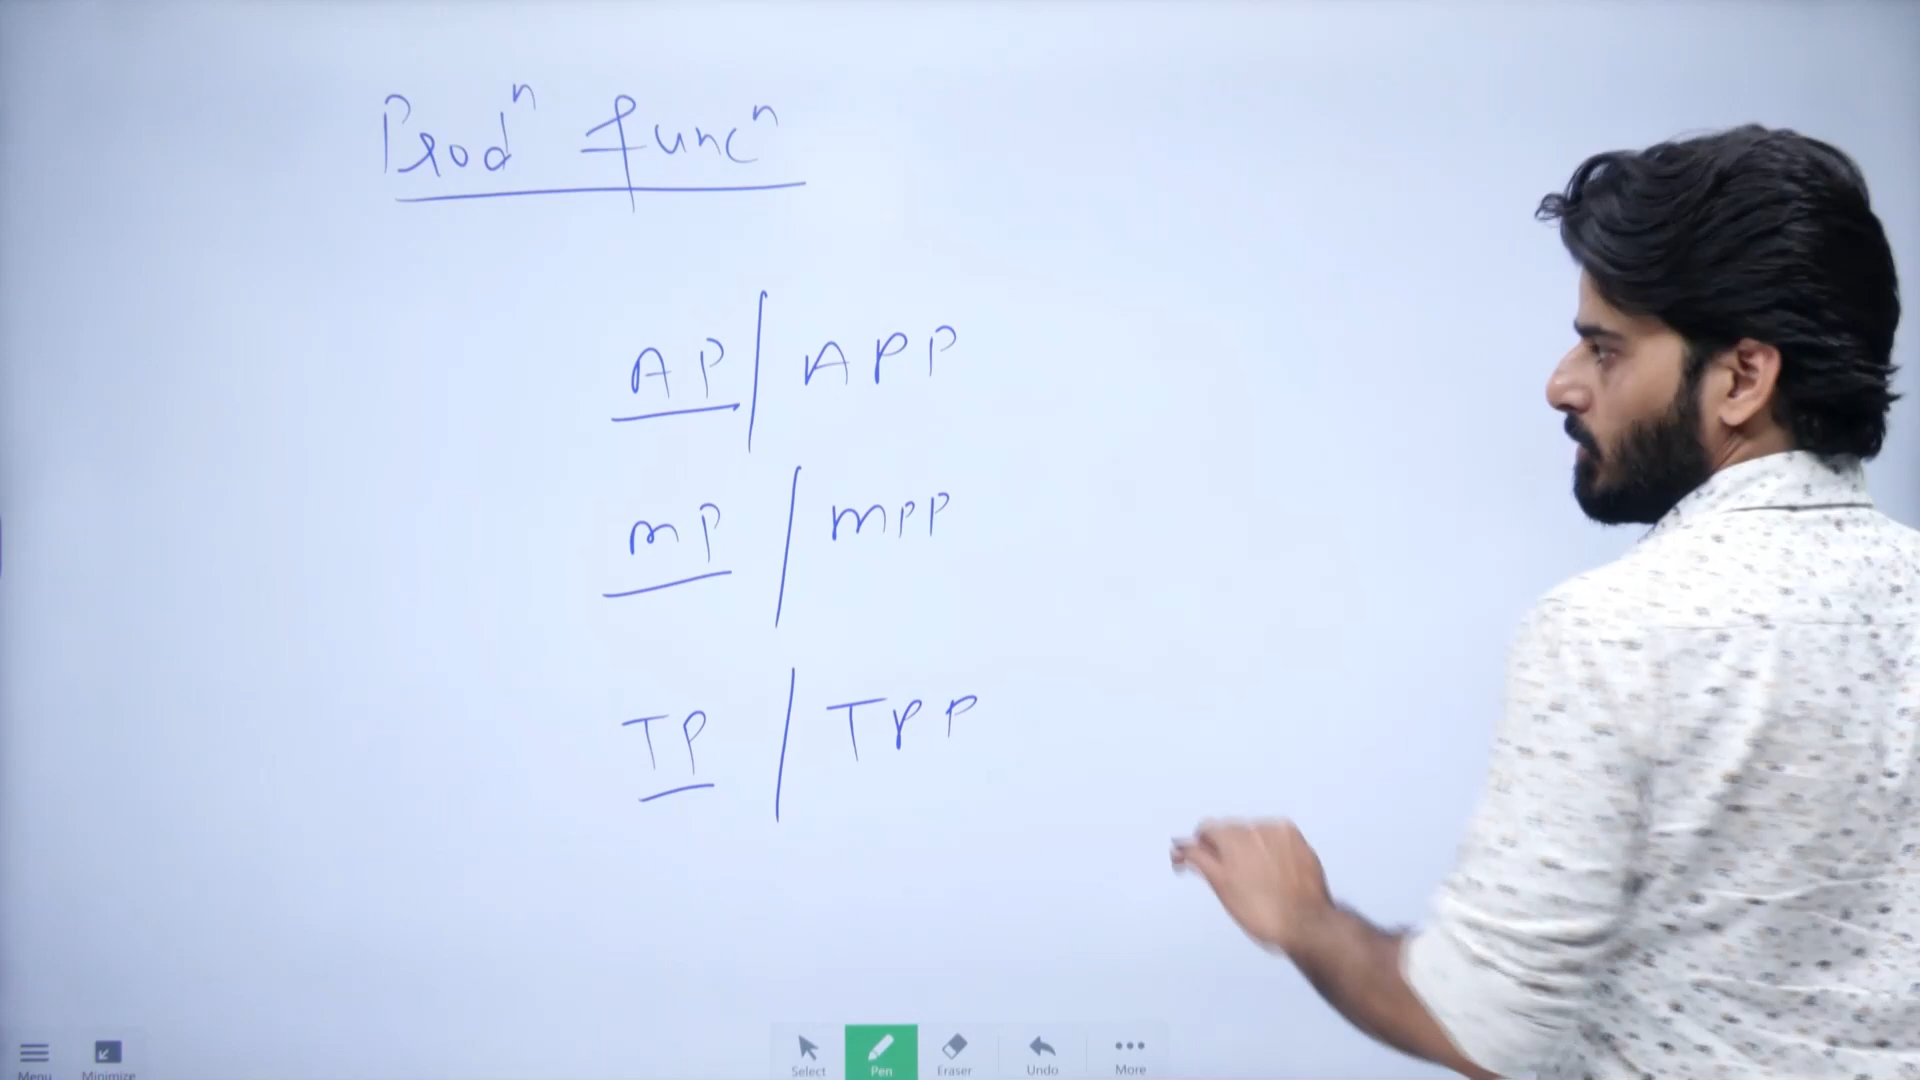 Prodⁿ funcⁿ
AP / APP
MP / MPP
TP / TPP
Menu Minimize Select Pen Eraser Undo More